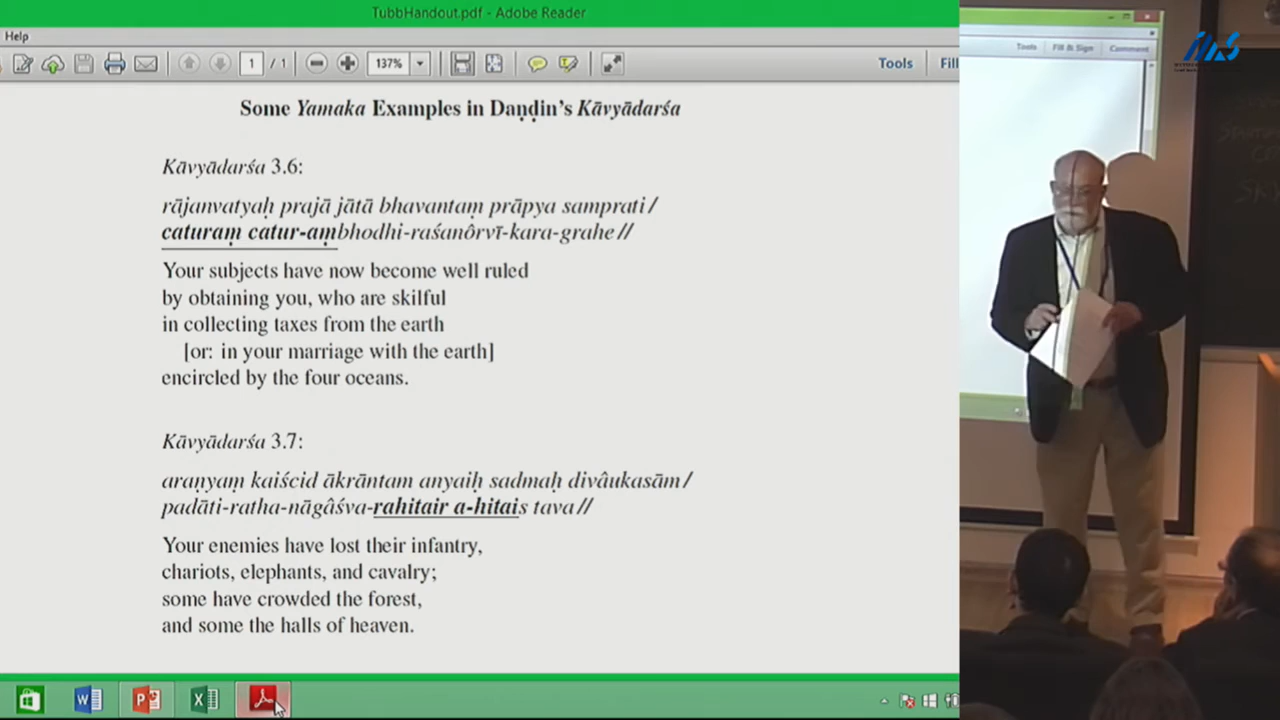 TubbHandout.pdf - Adobe Reader
Help
1 / 1 137% Tools Fill
Some Yamaka Examples in Daṇḍin's Kāvyādarśa
Kāvyādarśa 3.6:
rājanvatyaḥ prajā jātā bhavantaṃ prāpya samprati /
caturaṃ catur-aṃbhodhi-raśanôrvī-kara-grahe //
Your subjects have now become well ruled
by obtaining you, who are skilful
in collecting taxes from the earth
[or: in your marriage with the earth]
encircled by the four oceans.
Kāvyādarśa 3.7:
araṇyaṃ kaiścid ākrāntam anyaiḥ sadmaḥ divâukasām /
padāti-ratha-nāgâśva-rahitair a-hitais tava //
Your enemies have lost their infantry,
chariots, elephants, and cavalry;
some have crowded the forest,
and some the halls of heaven.
Tools Fill & Sign Comment